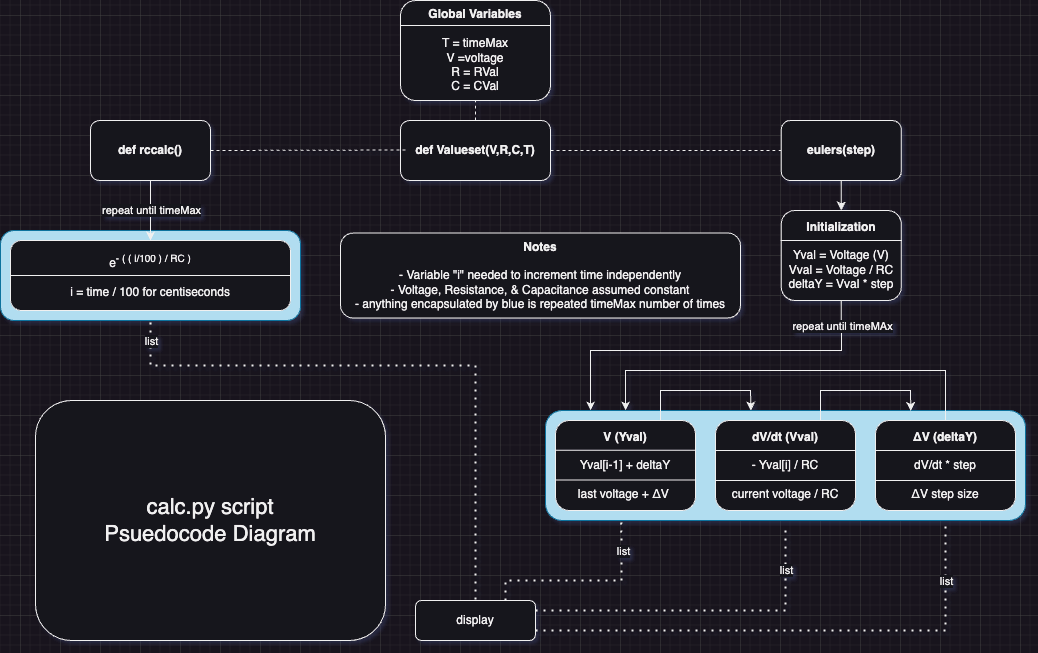 Global Variables
T = timeMax
V =voltage
R = RVal
C = CVal
def rccalc()
def Valueset(V,R,C,T)
eulers(step)
repeat until timeMax
Initialization
Yval = Voltage (V)
Vval = Voltage / RC
deltaY = Vval * step
e- ( ( i/100 ) / RC )
i = time / 100 for centiseconds
Notes
- Variable "i" needed to increment time independently
- Voltage, Resistance, & Capacitance assumed constant
- anything encapsulated by blue is repeated timeMax number of times
repeat until timeMAx
list
V (Yval)
Yval[i-1] + deltaY
last voltage + ΔV
dV/dt (Vval)
- Yval[i] / RC
current voltage / RC
ΔV (deltaY)
dV/dt * step
ΔV step size
calc.py script
Psuedocode Diagram
list
list
list
display